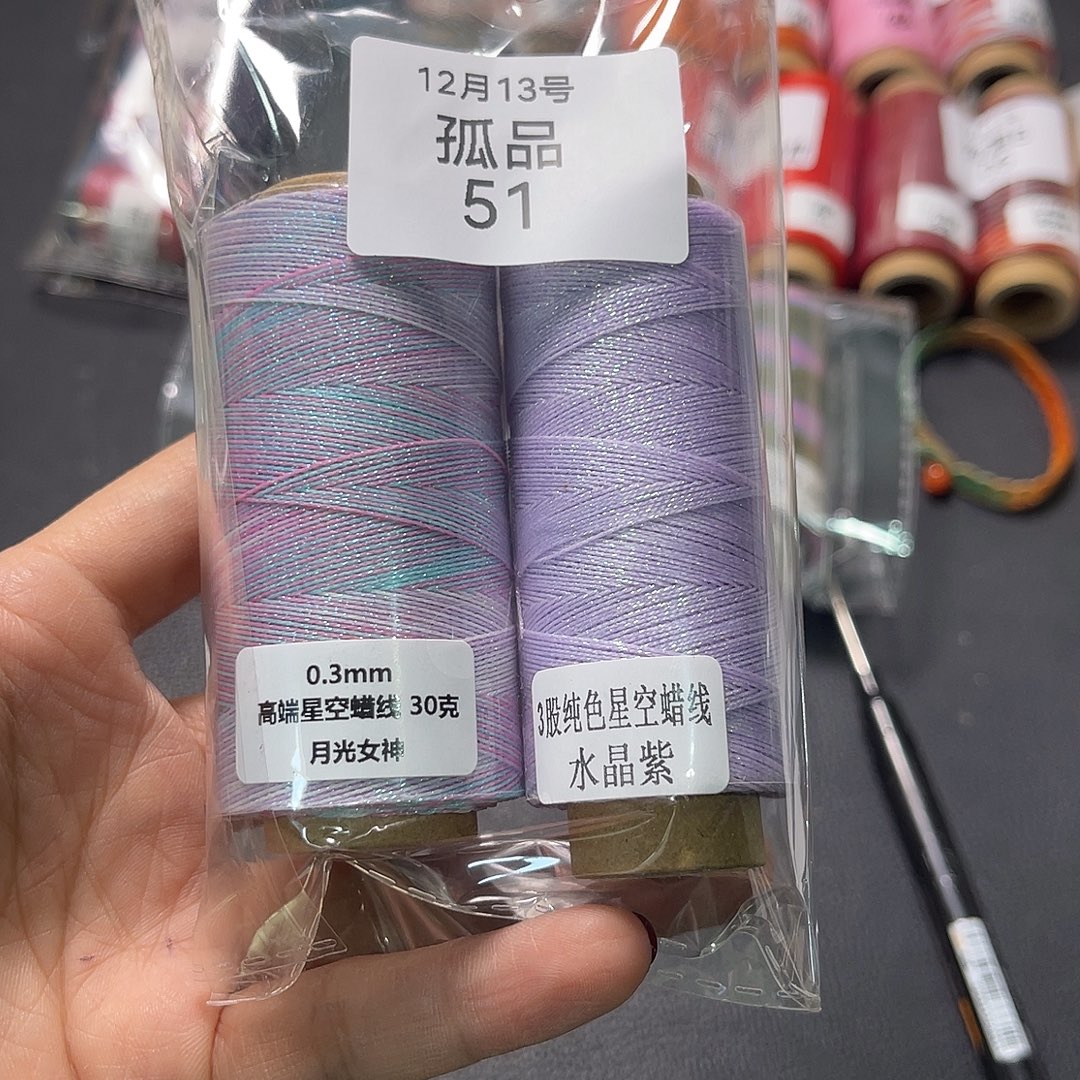 12月13号
孤品
51
0.3mm
高端星空蜡线 30克
月光女神
3股纯色星空蜡线
水晶紫